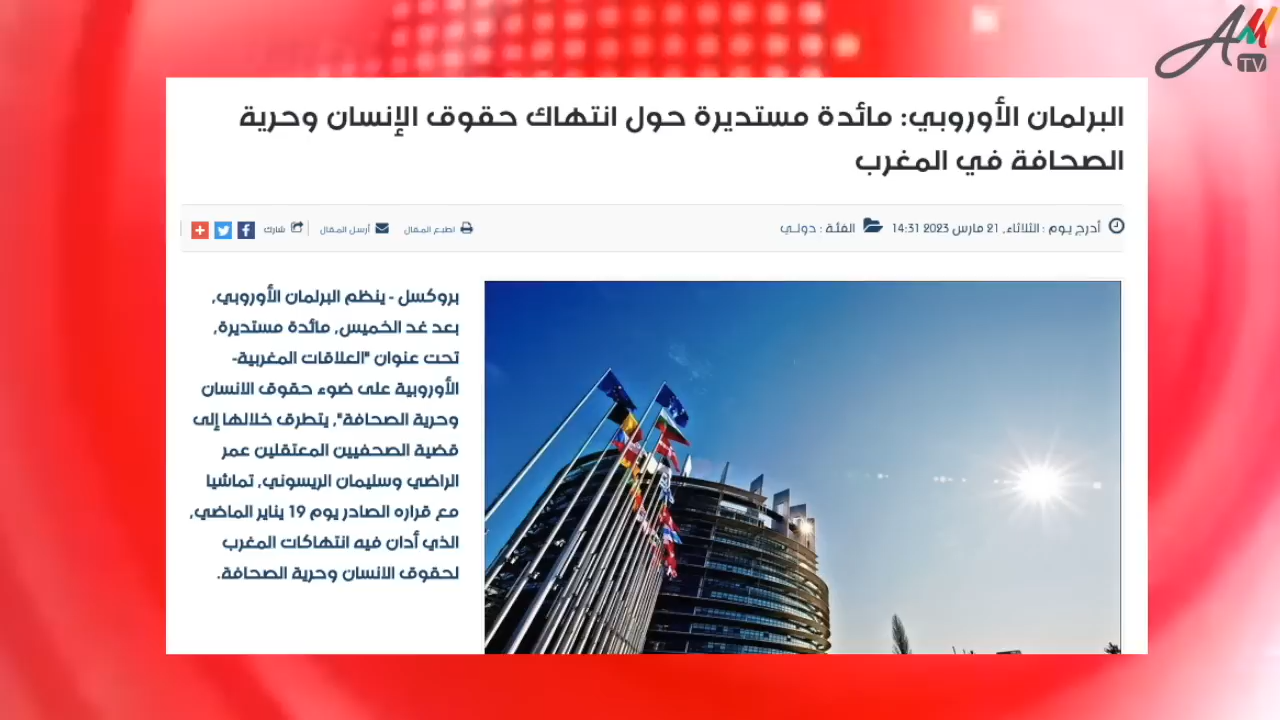 AM
TV
البرلمان الأوروبي: مائدة مستديرة حول انتهاك حقوق الإنسان وحرية
الصحافة في المغرب
أدرج يوم : الثلاثاء, 21 مارس 2023 14:31 الفئة : دولي اطبع المقال أرسل المقال شارك
بروكسل - ينظم البرلمان الأوروبي,
بعد غد الخميس, مائدة مستديرة,
تحت عنوان "العلاقات المغربية-
الأوروبية على ضوء حقوق الانسان
وحرية الصحافة", يتطرق خلالها إلى
قضية الصحفيين المعتقلين عمر
الراضي وسليمان الريسوني, تماشيا
مع قراره الصادر يوم 19 يناير الماضي,
الذي أدان فيه انتهاكات المغرب
لحقوق الانسان وحرية الصحافة.